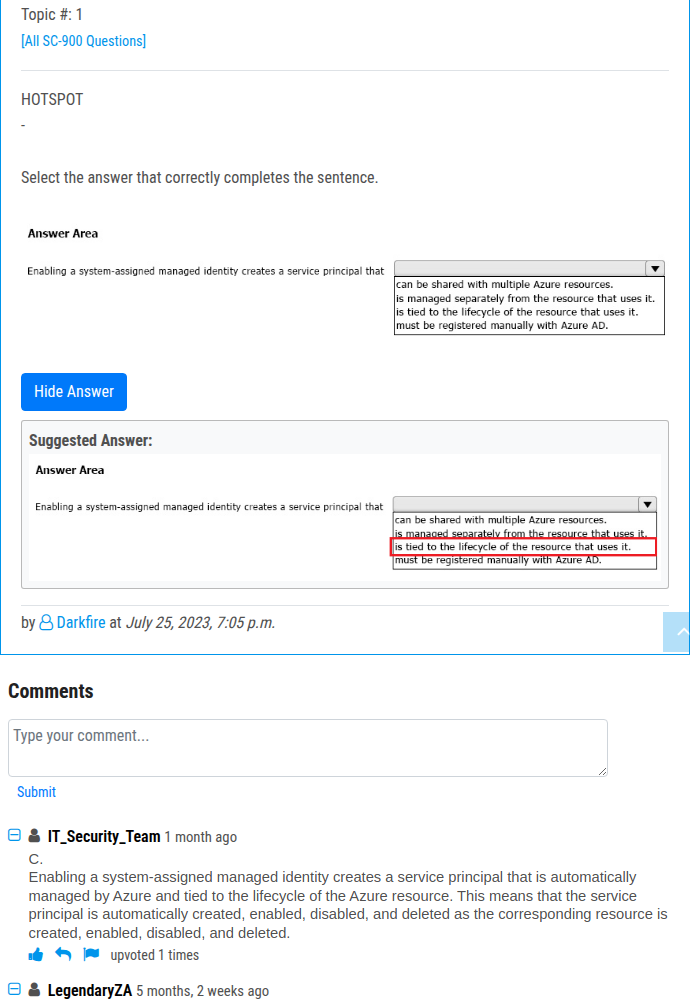 Topic #: 1
[All SC-900 Questions]
HOTSPOT
-
Select the answer that correctly completes the sentence.
Answer Area
Enabling a system-assigned managed identity creates a service principal that
can be shared with multiple Azure resources.
is managed separately from the resource that uses it.
is tied to the lifecycle of the resource that uses it.
must be registered manually with Azure AD.
Hide Answer
Suggested Answer:
Answer Area
Enabling a system-assigned managed identity creates a service principal that
can be shared with multiple Azure resources.
is managed separately from the resource that uses it.
is tied to the lifecycle of the resource that uses it.
must be registered manually with Azure AD.
by Darkfire at July 25, 2023, 7:05 p.m.
Comments
Type your comment...
Submit
IT_Security_Team 1 month ago
C.
Enabling a system-assigned managed identity creates a service principal that is automatically
managed by Azure and tied to the lifecycle of the Azure resource. This means that the service
principal is automatically created, enabled, disabled, and deleted as the corresponding resource is
created, enabled, disabled, and deleted.
upvoted 1 times
LegendaryZA 5 months, 2 weeks ago